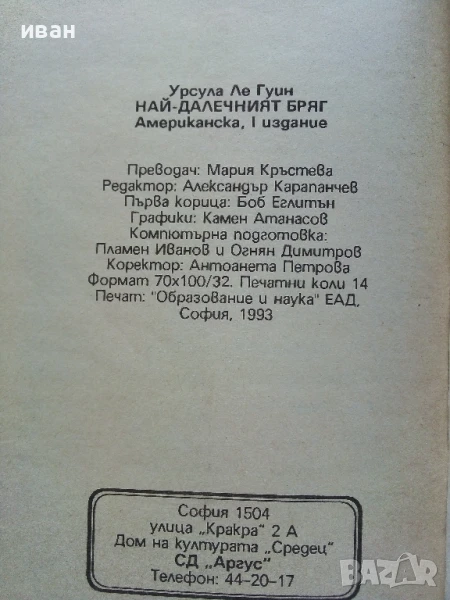 иван
Урсула Ле Гуин
НАЙ-ДАЛЕЧНИЯТ БРЯГ
Американска, I издание
Преводач: Мария Кръстева
Редактор: Александър Карапанчев
Първа корица: Боб Еглитън
Графики: Камен Атанасов
Компютърна подготовка:
Пламен Иванов и Огнян Димитров
Коректор: Антоанета Петрова
Формат 70x100/32. Печатни коли 14
Печат: "Образование и наука" ЕАД,
София, 1993
София 1504
улица „Кракра" 2 А
Дом на културата „Средец"
СД „Аргус"
Телефон: 44-20-17
BAZAR